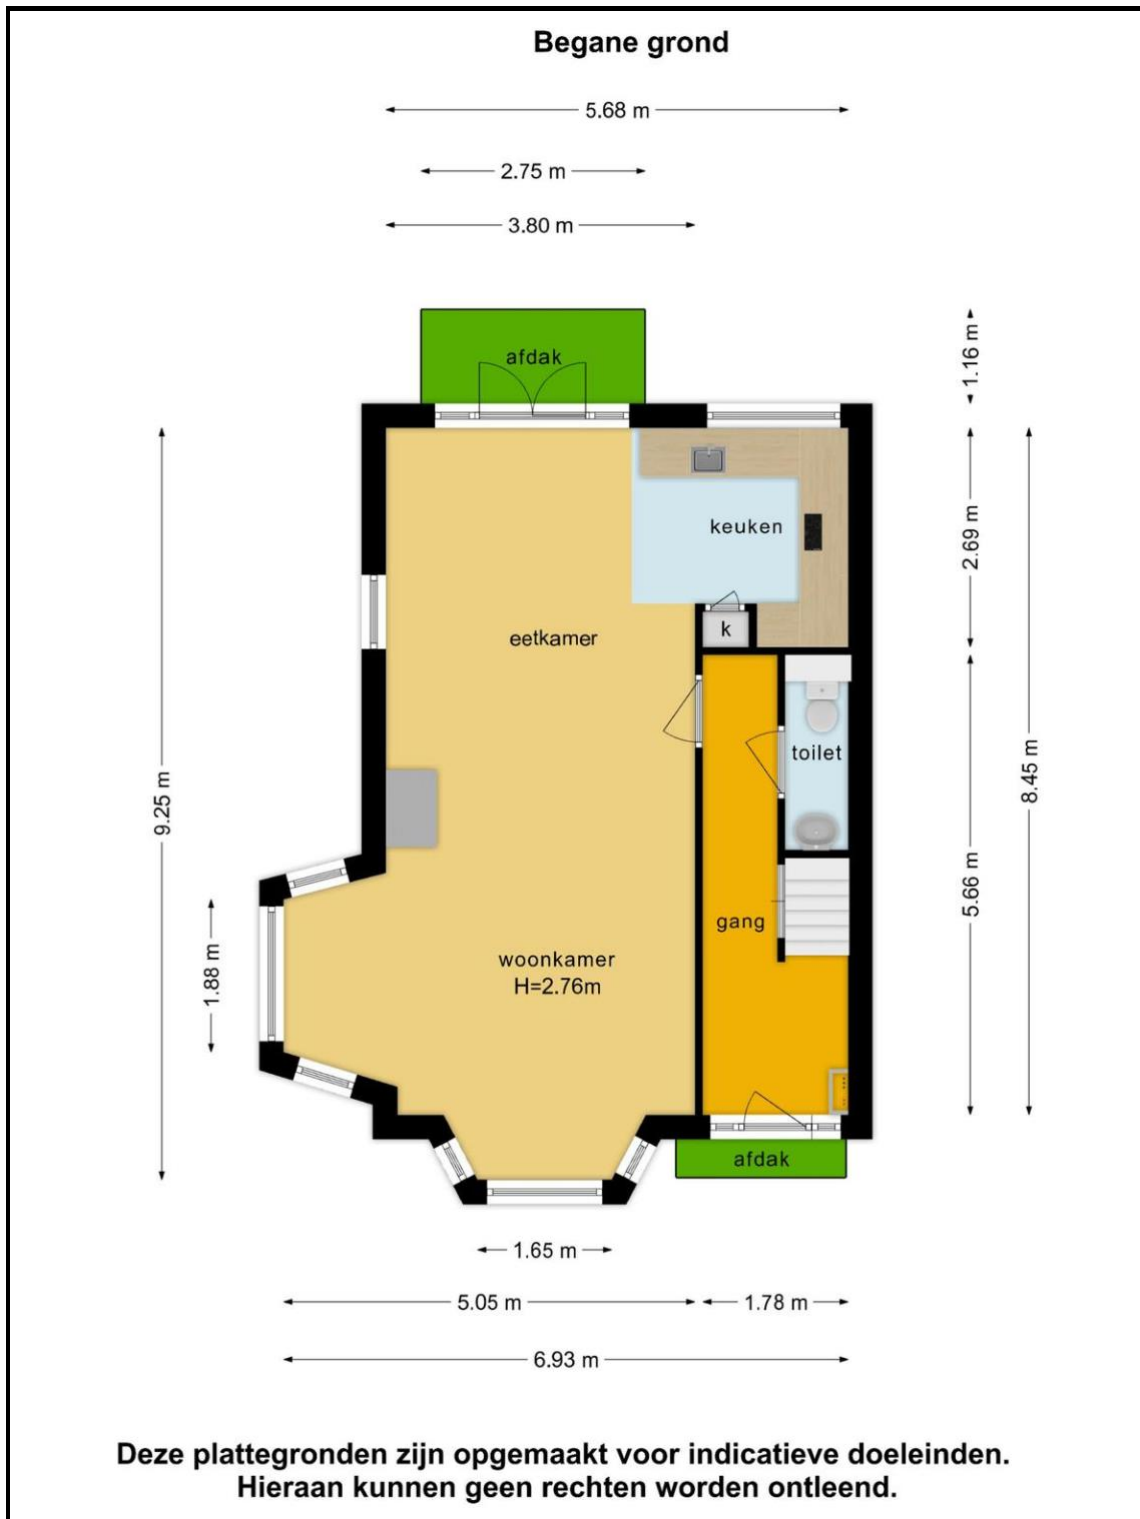 Begane grond
5.68 m
2.75 m
3.80 m
afdak
1.16 m
keuken
2.69 m
eetkamer
k
toilet
9.25 m
8.45 m
5.66 m
gang
1.88 m
woonkamer
H=2.76m
afdak
1.65 m
5.05 m
1.78 m
6.93 m
Deze plattegronden zijn opgemaakt voor indicatieve doeleinden.
Hieraan kunnen geen rechten worden ontleend.